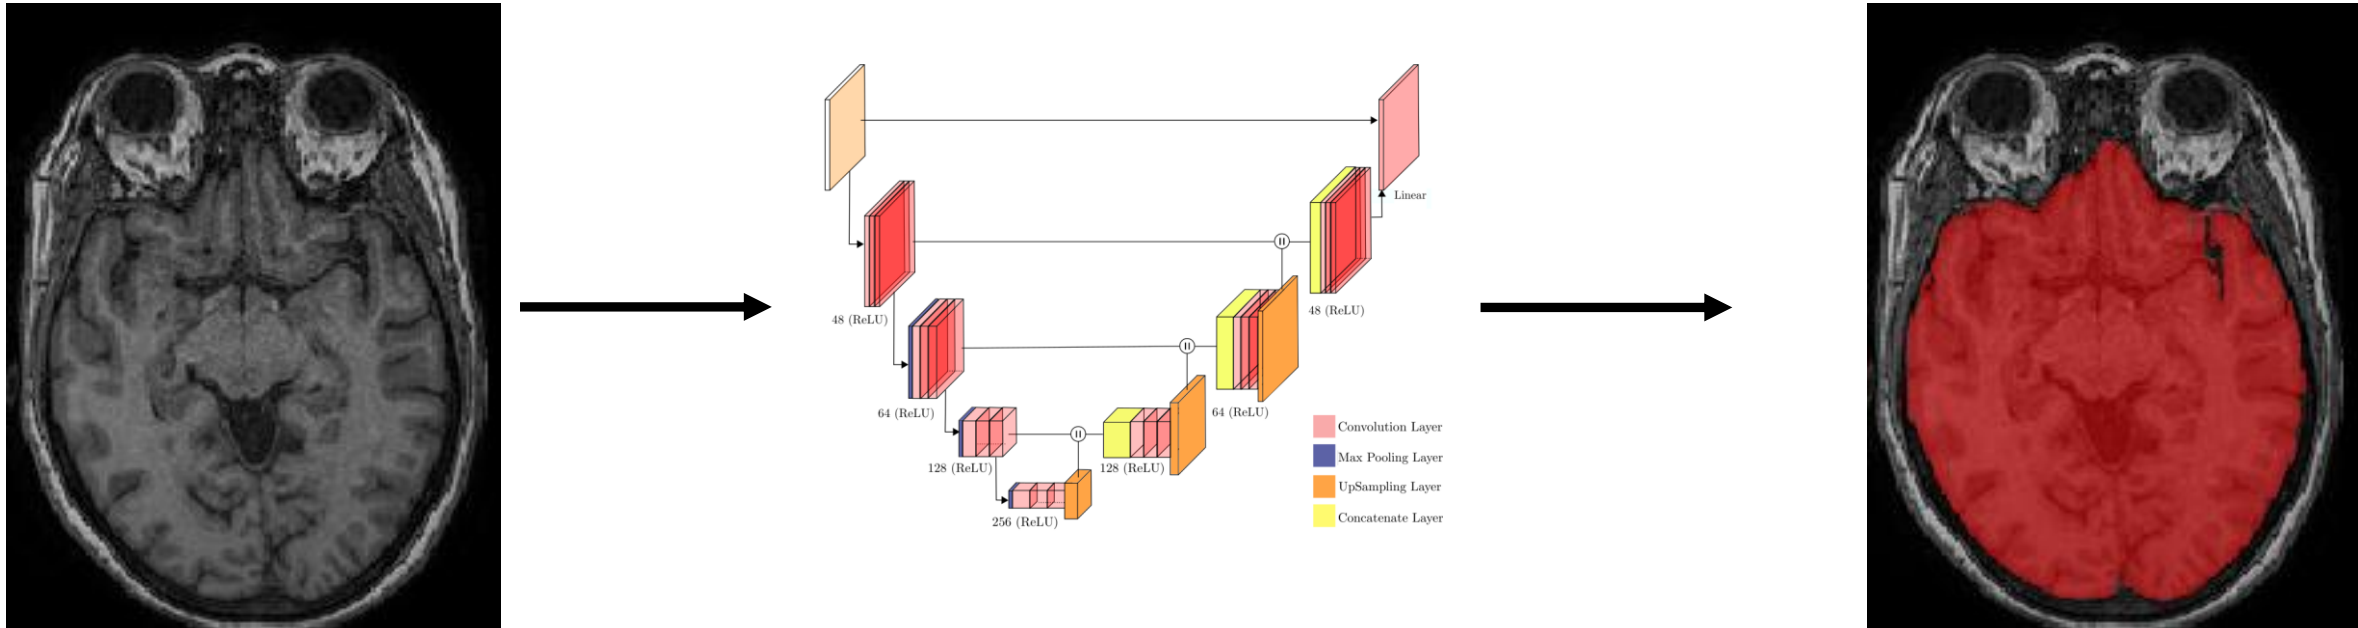 Linear
48 (ReLU)
48 (ReLU)
64 (ReLU)
64 (ReLU)
128 (ReLU)
128 (ReLU)
256 (ReLU)
Convolution Layer
Max Pooling Layer
UpSampling Layer
Concatenate Layer